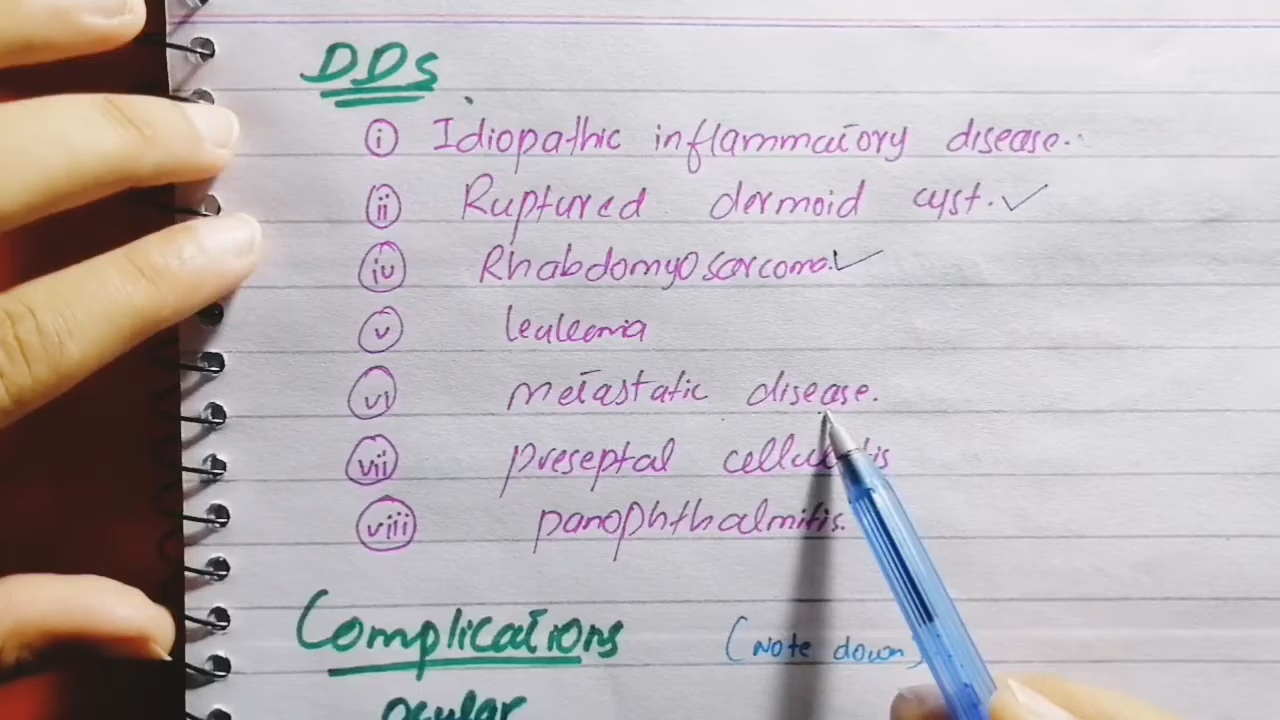 DDs
i Idiopathic inflammatory disease.
ii Ruptured dermoid cyst. ✓
iv Rhabdomyosarcoma. ✓
v leukemia
vi metastatic disease.
vii preseptal cellulitis
viii panophthalmitis.
Complications (Note down)
ocular